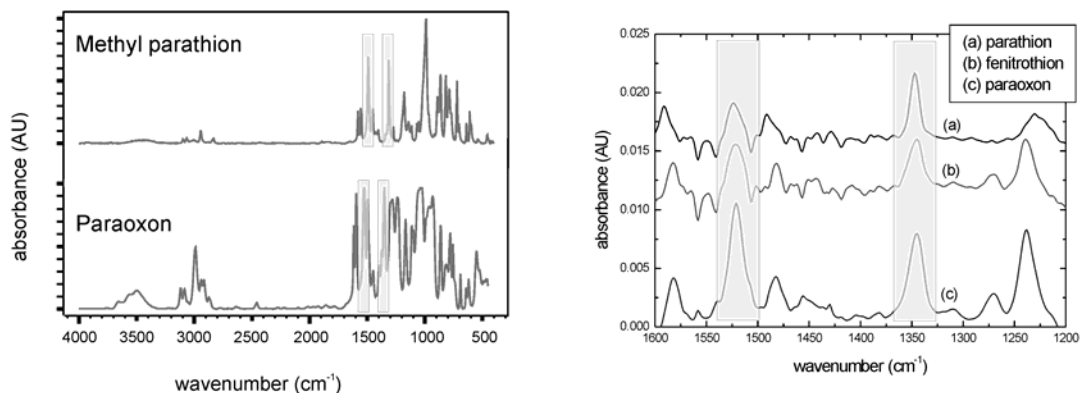 Methyl parathion
Paraoxon
absorbance (AU)
4000 3500 3000 2500 2000 1500 1000 500
wavenumber (cm⁻¹)
(a) parathion
(b) fenitrothion
(c) paraoxon
0.025
0.020
0.015
0.010
0.005
0.000
absorbance (AU)
(a)
(b)
(c)
1600 1550 1500 1450 1400 1350 1300 1250 1200
wavenumber (cm⁻¹)